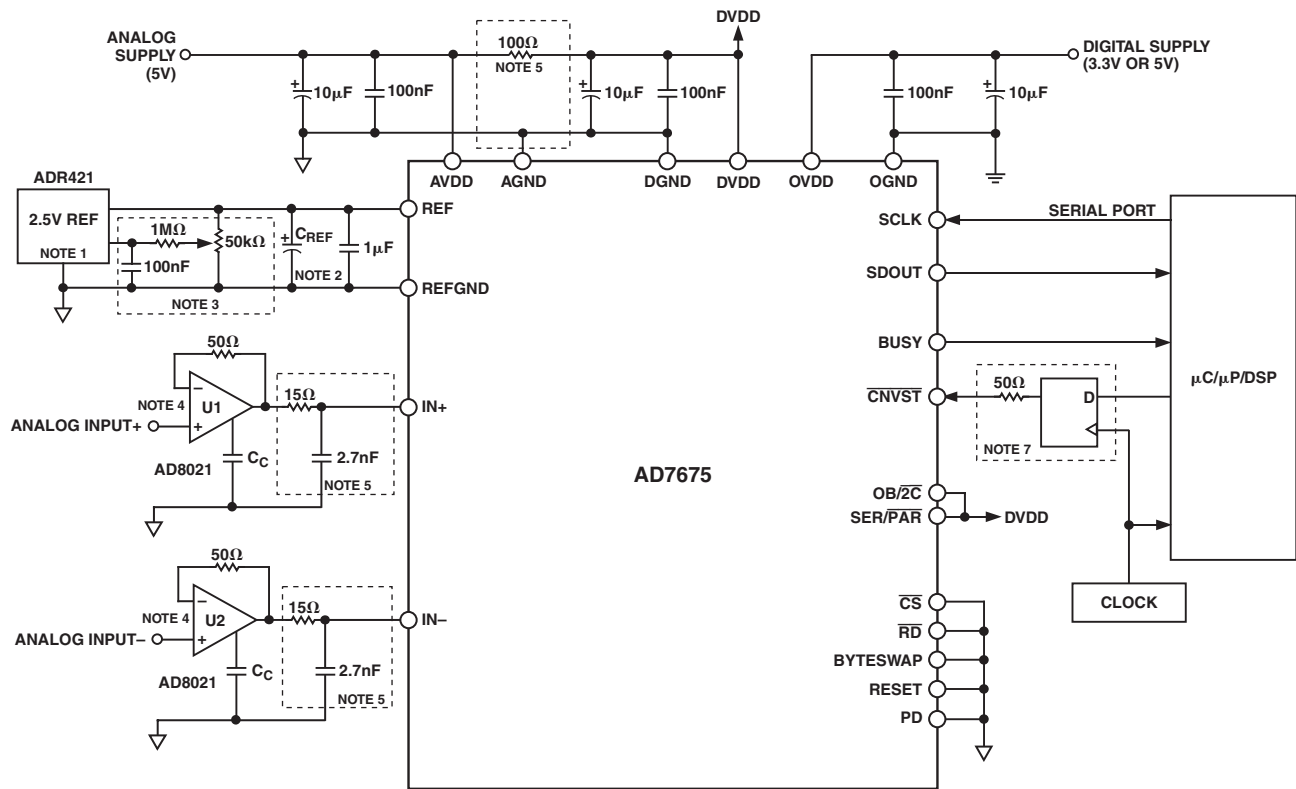 DVDD
ANALOG
SUPPLY
(5V)
100Ω
NOTE 5
DIGITAL SUPPLY
(3.3V OR 5V)
+
10μF
100nF
+
10μF
100nF
100nF
+
10μF
ADR421
AVDD
AGND
DGND
DVDD
OVDD
OGND
2.5V REF
NOTE 1
1MΩ
50kΩ
100nF
NOTE 3
+
CREF
NOTE 2
1μF
REF
REFGND
SCLK
SERIAL PORT
SDOUT
BUSY
CNVST
50Ω
D
NOTE 7
μC/μP/DSP
50Ω
–
NOTE 4
U1
+
ANALOG INPUT+
AD8021
CC
15Ω
2.7nF
NOTE 5
IN+
AD7675
OB/2C
SER/PAR
DVDD
50Ω
–
NOTE 4
U2
+
ANALOG INPUT–
AD8021
CC
15Ω
2.7nF
NOTE 5
IN–
CS
RD
BYTESWAP
RESET
PD
CLOCK